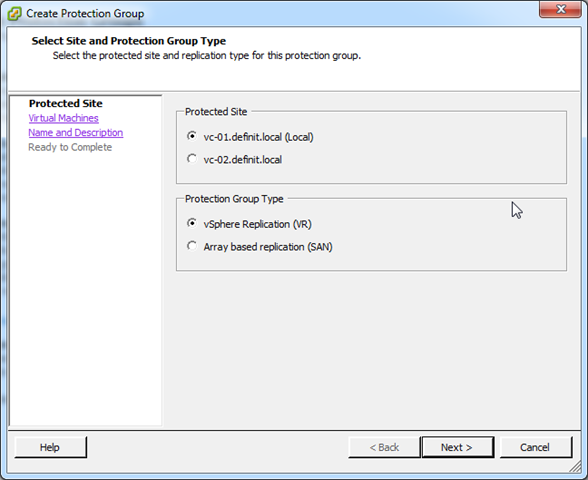 Create Protection Group
Select Site and Protection Group Type
Select the protected site and replication type for this protection group.
Protected Site
Virtual Machines
Name and Description
Ready to Complete
Protected Site
vc-01.definit.local (Local)
vc-02.definit.local
Protection Group Type
vSphere Replication (VR)
Array based replication (SAN)
Help
< Back
Next >
Cancel